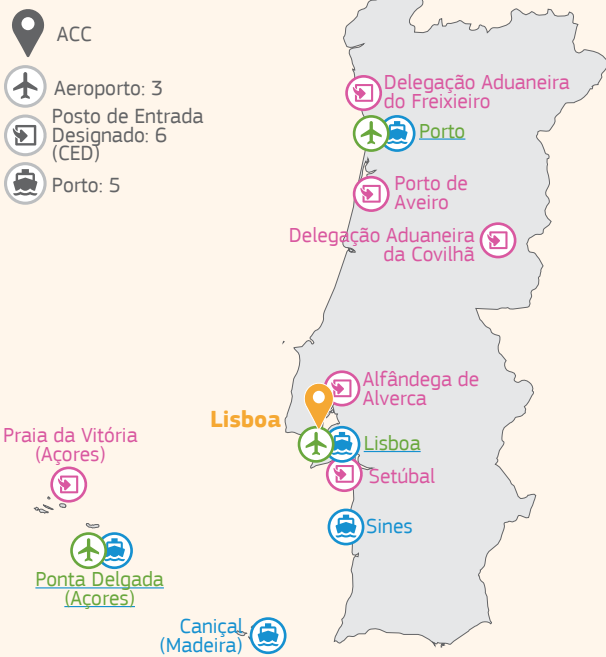 ACC
Aeroporto: 3
Posto de Entrada
Designado: 6
(CED)
Porto: 5
Delegação Aduaneira
do Freixieiro
Porto
Porto de
Aveiro
Delegação Aduaneira
da Covilhã
Alfândega de
Alverca
Lisboa
Lisboa
Setúbal
Praia da Vitória
(Açores)
Sines
Ponta Delgada
(Açores)
Caniçal
(Madeira)